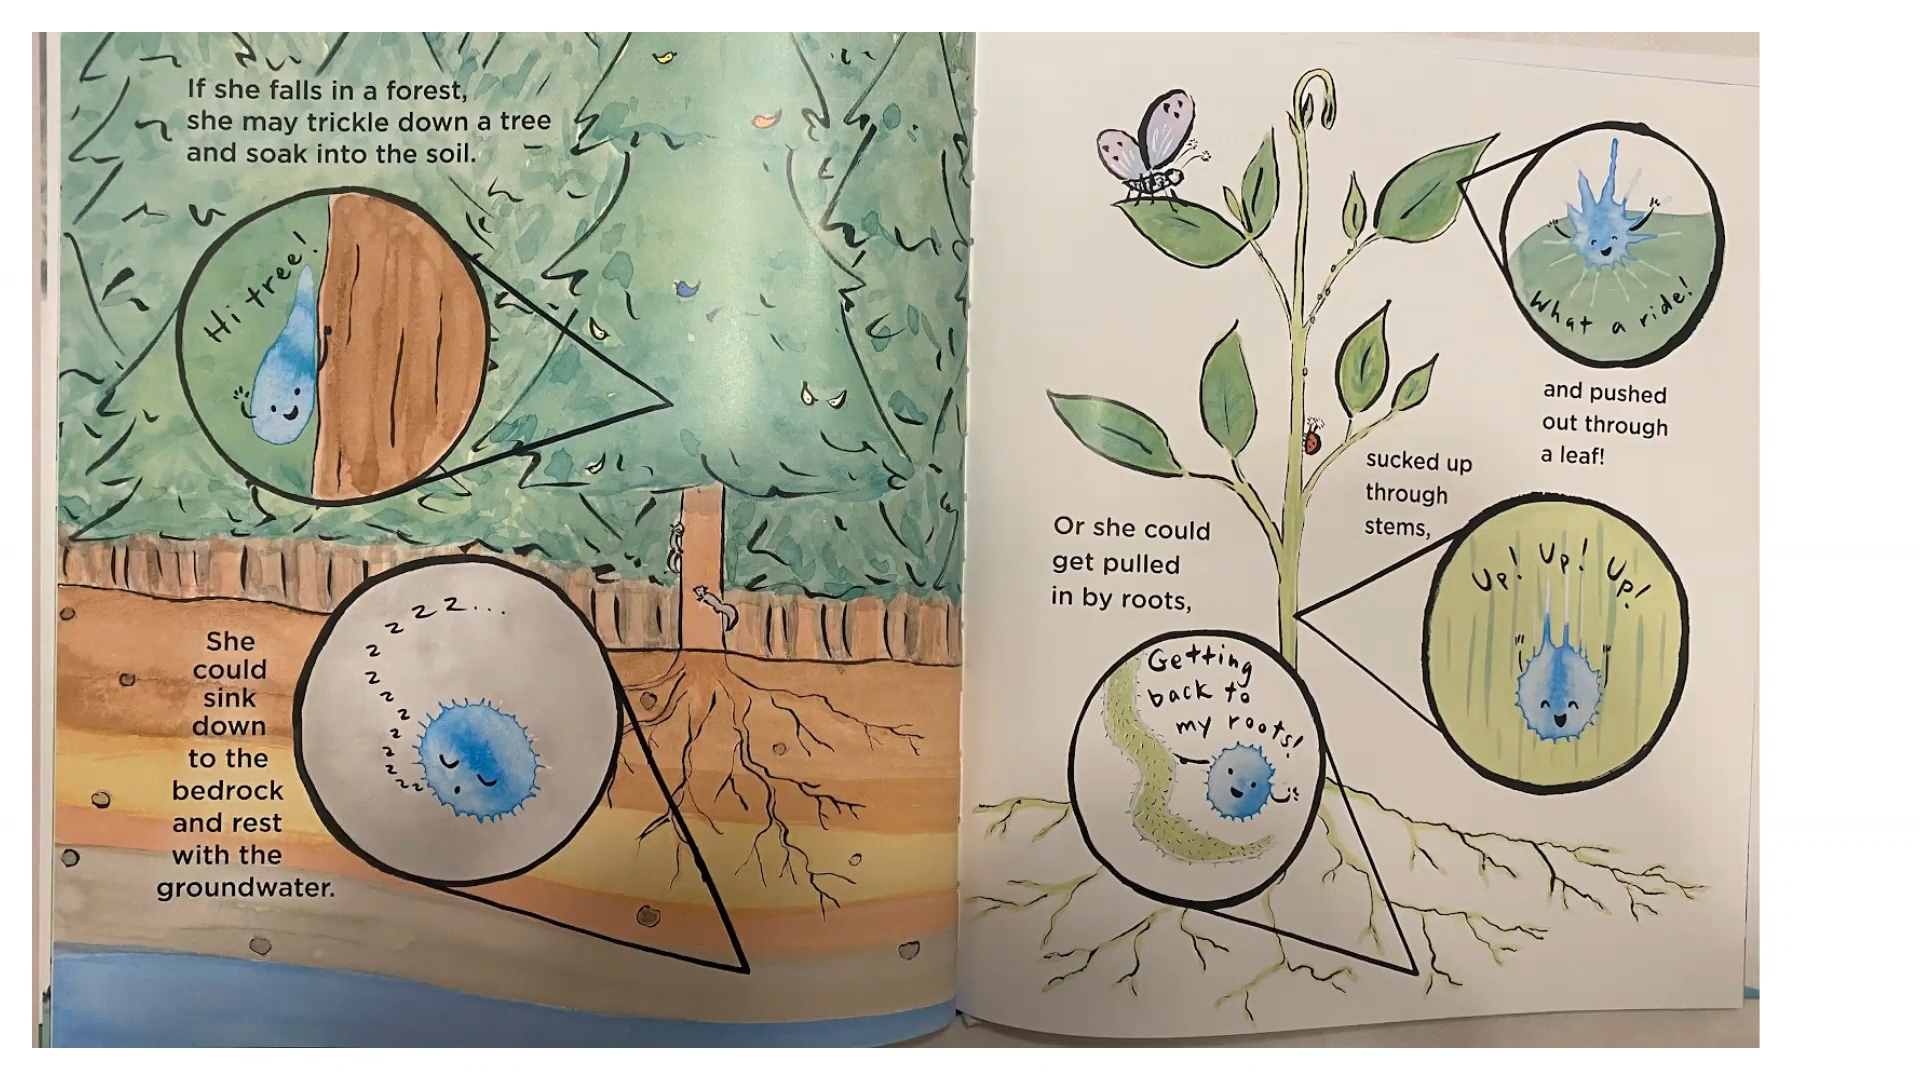 If she falls in a forest,
she may trickle down a tree
and soak into the soil.
Hi tree!
zzzzzzzzzzzz...
She
could
sink
down
to the
bedrock
and rest
with the
groundwater.
Or she could
get pulled
in by roots,
Getting
back to
my roots!
sucked up
through
stems,
Up! Up! Up!
and pushed
out through
a leaf!
What a ride!